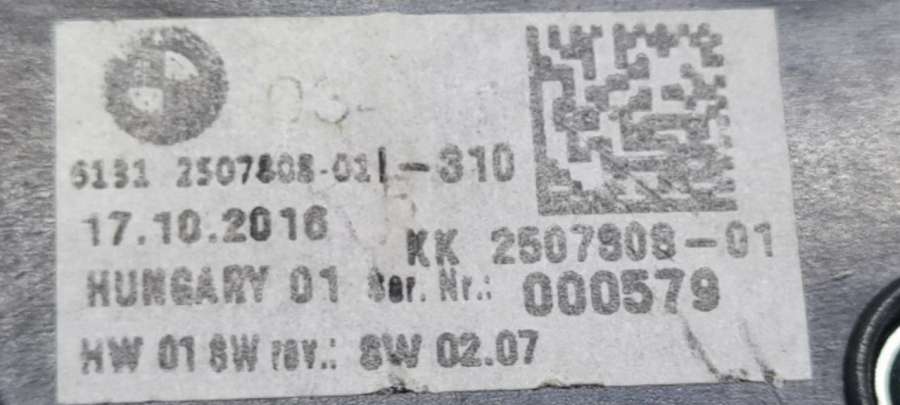 6131 2507808-01 -310
17.10.2016
KK 2507808-01
HUNGARY 01 Ser. Nr.: 000579
HW 01 SW rev.: SW 02.07